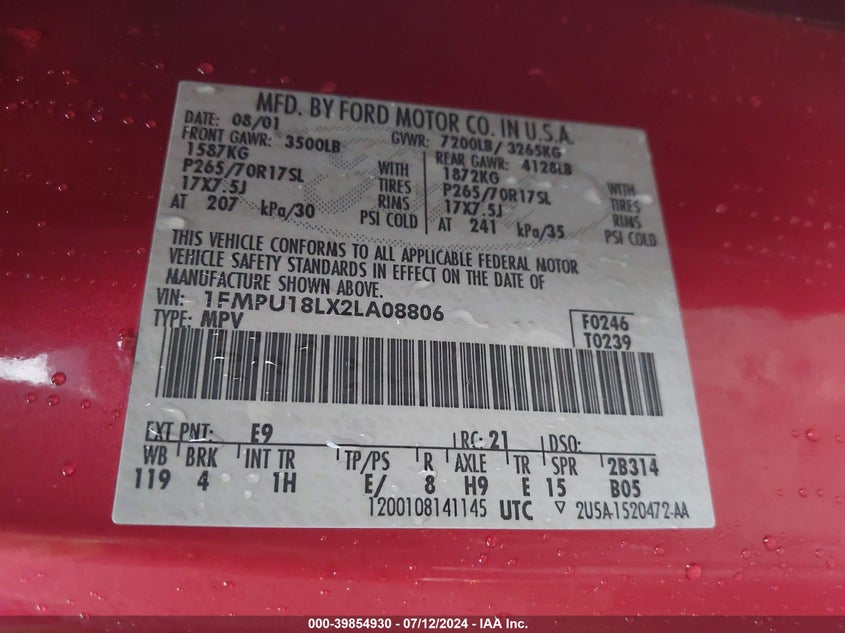 MFD. BY FORD MOTOR CO. IN U.S.A.
DATE: 08/01 GVWR: 7200LB/ 3265KG
FRONT GAWR: 3500LB REAR GAWR: 4128LB
1587KG WITH 1872KG WITH
P265/70R17SL TIRES P265/70R17SL TIRES
17X7.5J RIMS 17X7.5J RIMS
AT 207 kPa/30 PSI COLD AT 241 kPa/35 PSI COLD
THIS VEHICLE CONFORMS TO ALL APPLICABLE FEDERAL MOTOR
VEHICLE SAFETY STANDARDS IN EFFECT ON THE DATE OF
MANUFACTURE SHOWN ABOVE.
VIN: 1FMPU18LX2LA08806
TYPE: MPV
F0246
T0239
EXT PNT: E9 RC: 21 DSO:
WB BRK INT TR TP/PS R AXLE TR SPR 2B314
119 4 1H E/ 8 H9 E 15 B05
1200108141145 UTC ▽ 2U5A-1520472-AA
000-39854930 - 07/12/2024 - IAA Inc.